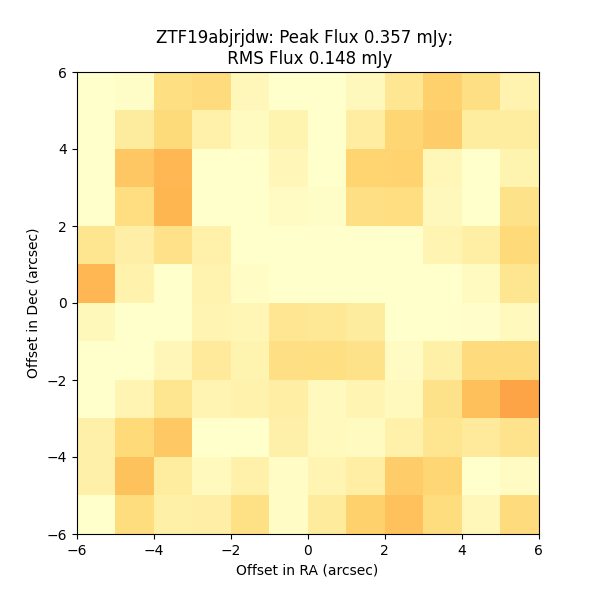 ZTF19abjrjdw: Peak Flux 0.357 mJy;
RMS Flux 0.148 mJy
6
4
2
0
−2
−4
−6
Offset in Dec (arcsec)
−6 −4 −2 0 2 4 6
Offset in RA (arcsec)